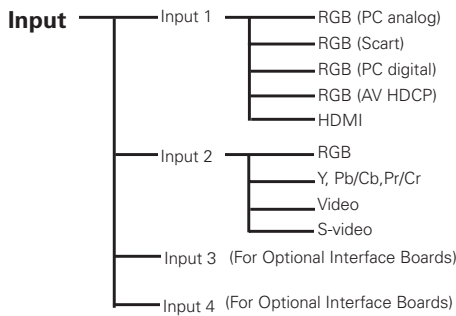 Input
Input 1
RGB (PC analog)
RGB (Scart)
RGB (PC digital)
RGB (AV HDCP)
HDMI
Input 2
RGB
Y, Pb/Cb,Pr/Cr
Video
S-video
Input 3 (For Optional Interface Boards)
Input 4 (For Optional Interface Boards)